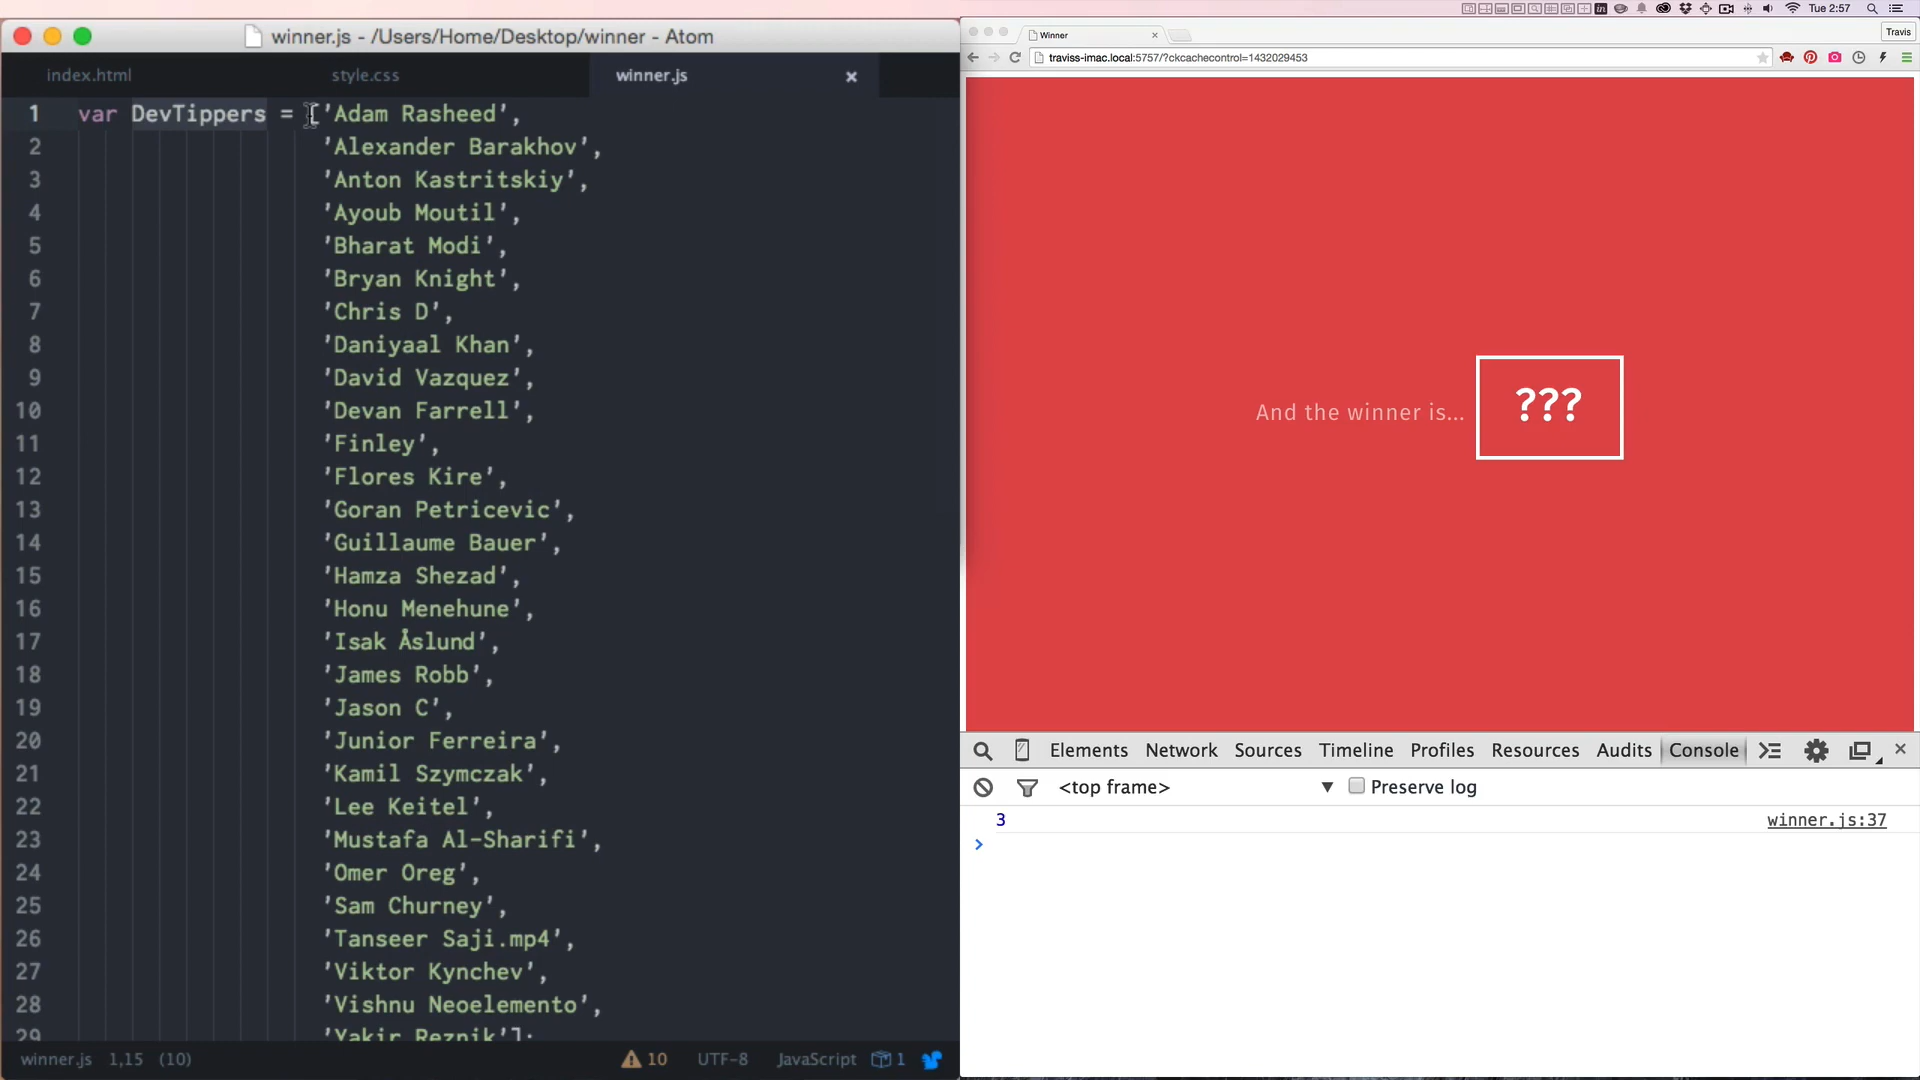 Tue 2:57
winner.js - /Users/Home/Desktop/winner - Atom
index.html style.css winner.js ×
1 var DevTippers = ['Adam Rasheed',
2 'Alexander Barakhov',
3 'Anton Kastritskiy',
4 'Ayoub Moutil',
5 'Bharat Modi',
6 'Bryan Knight',
7 'Chris D',
8 'Daniyaal Khan',
9 'David Vazquez',
10 'Devan Farrell',
11 'Finley',
12 'Flores Kire',
13 'Goran Petricevic',
14 'Guillaume Bauer',
15 'Hamza Shezad',
16 'Honu Menehune',
17 'Isak Åslund',
18 'James Robb',
19 'Jason C',
20 'Junior Ferreira',
21 'Kamil Szymczak',
22 'Lee Keitel',
23 'Mustafa Al-Sharifi',
24 'Omer Oreg',
25 'Sam Churney',
26 'Tanseer Saji.mp4',
27 'Viktor Kynchev',
28 'Vishnu Neoelemento',
29 'Yakir Reznik'];
winner.js 1,15 (10) 10 UTF-8 JavaScript 1
Winner Travis
traviss-imac.local:5757/?ckcachecontrol=1432029453
And the winner is... ???
Elements Network Sources Timeline Profiles Resources Audits Console
<top frame> Preserve log
3 winner.js:37